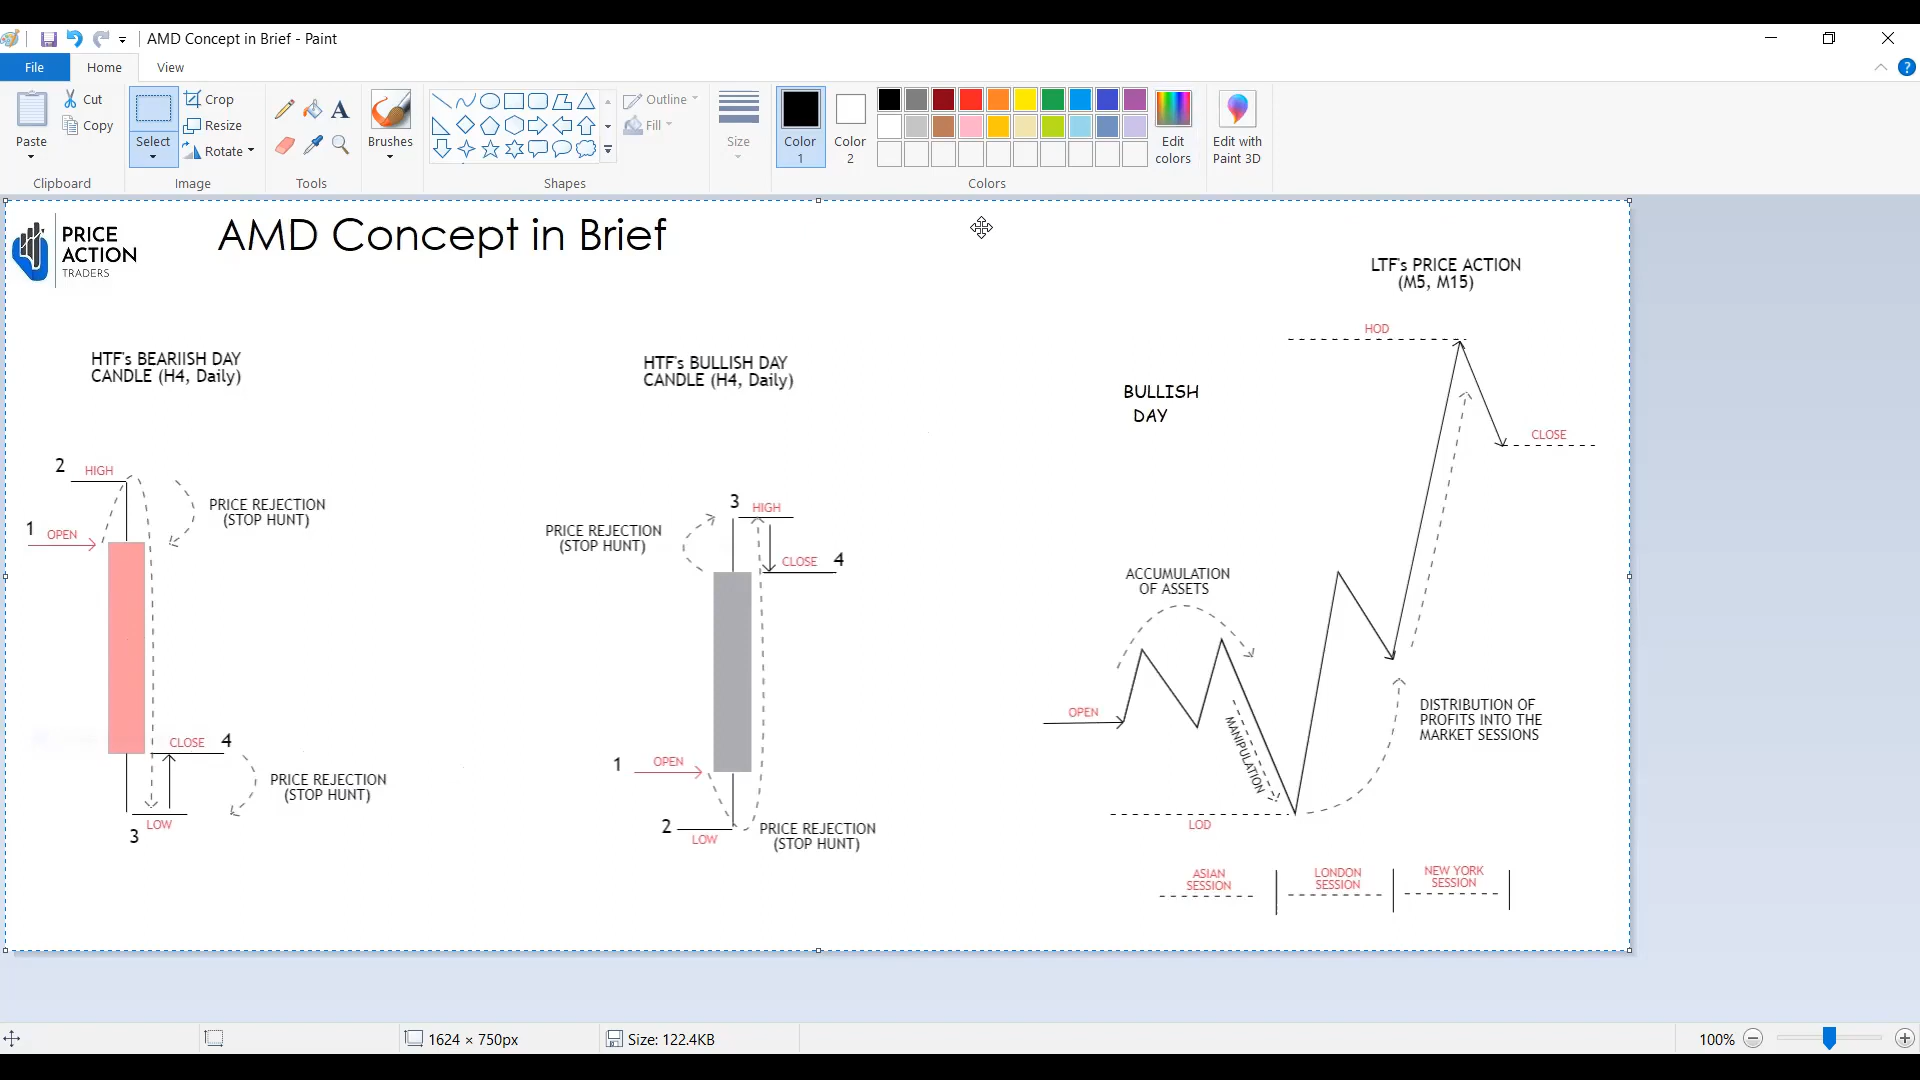 AMD Concept in Brief - Paint
File
Home
View
Paste
Cut
Copy
Clipboard
Select
Crop
Resize
Rotate
Image
Tools
Brushes
Shapes
Outline
Fill
Size
Color
1
Color
2
Edit
colors
Edit with
Paint 3D
Colors
PRICE
ACTION
TRADERS
AMD Concept in Brief
HTF's BEARIISH DAY
CANDLE (H4, Daily)
2
HIGH
1
OPEN
PRICE REJECTION
(STOP HUNT)
CLOSE
4
PRICE REJECTION
(STOP HUNT)
LOW
3
HTF's BULLISH DAY
CANDLE (H4, Daily)
3
HIGH
PRICE REJECTION
(STOP HUNT)
CLOSE
4
1
OPEN
2
LOW
PRICE REJECTION
(STOP HUNT)
LTF's PRICE ACTION
(M5, M15)
HOD
BULLISH
DAY
CLOSE
ACCUMULATION
OF ASSETS
OPEN
MANIPULATION
DISTRIBUTION OF
PROFITS INTO THE
MARKET SESSIONS
LOD
ASIAN
SESSION
LONDON
SESSION
NEW YORK
SESSION
1624 × 750px
Size: 122.4KB
100%